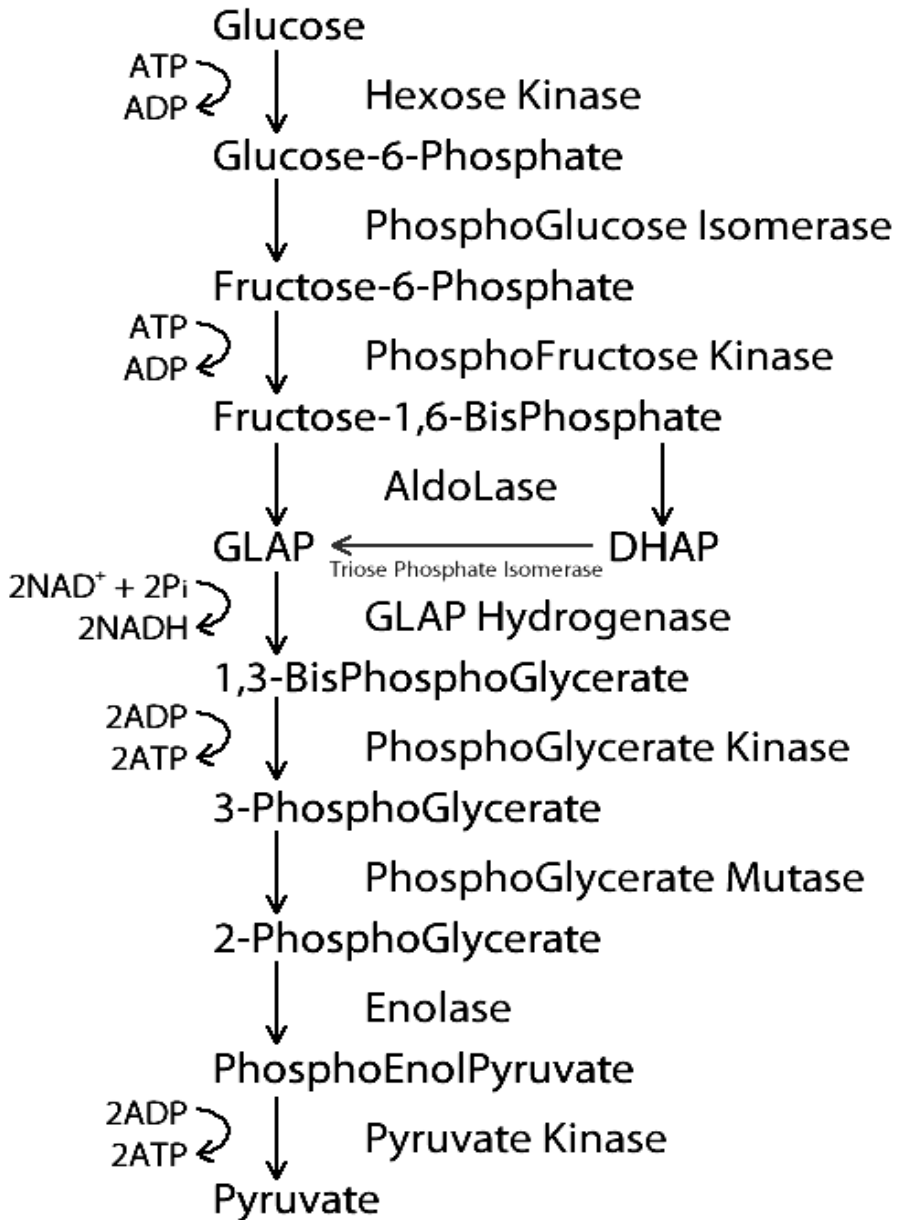 Glucose
ATP
ADP
Hexose Kinase
Glucose-6-Phosphate
PhosphoGlucose Isomerase
Fructose-6-Phosphate
ATP
ADP
PhosphoFructose Kinase
Fructose-1,6-BisPhosphate
AldoLase
GLAP
DHAP
Triose Phosphate Isomerase
2NAD⁺ + 2Pi
2NADH
GLAP Hydrogenase
1,3-BisPhosphoGlycerate
2ADP
2ATP
PhosphoGlycerate Kinase
3-PhosphoGlycerate
PhosphoGlycerate Mutase
2-PhosphoGlycerate
Enolase
PhosphoEnolPyruvate
2ADP
2ATP
Pyruvate Kinase
Pyruvate